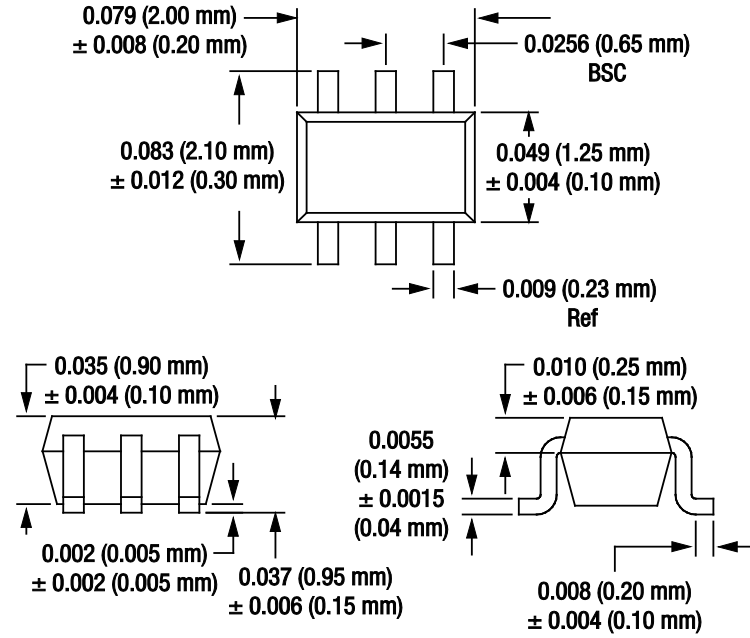 0.079 (2.00 mm)
± 0.008 (0.20 mm)
0.0256 (0.65 mm)
BSC
0.083 (2.10 mm)
± 0.012 (0.30 mm)
0.049 (1.25 mm)
± 0.004 (0.10 mm)
0.009 (0.23 mm)
Ref
0.035 (0.90 mm)
± 0.004 (0.10 mm)
0.010 (0.25 mm)
± 0.006 (0.15 mm)
0.0055
(0.14 mm)
± 0.0015
(0.04 mm)
0.002 (0.005 mm)
± 0.002 (0.005 mm)
0.037 (0.95 mm)
± 0.006 (0.15 mm)
0.008 (0.20 mm)
± 0.004 (0.10 mm)